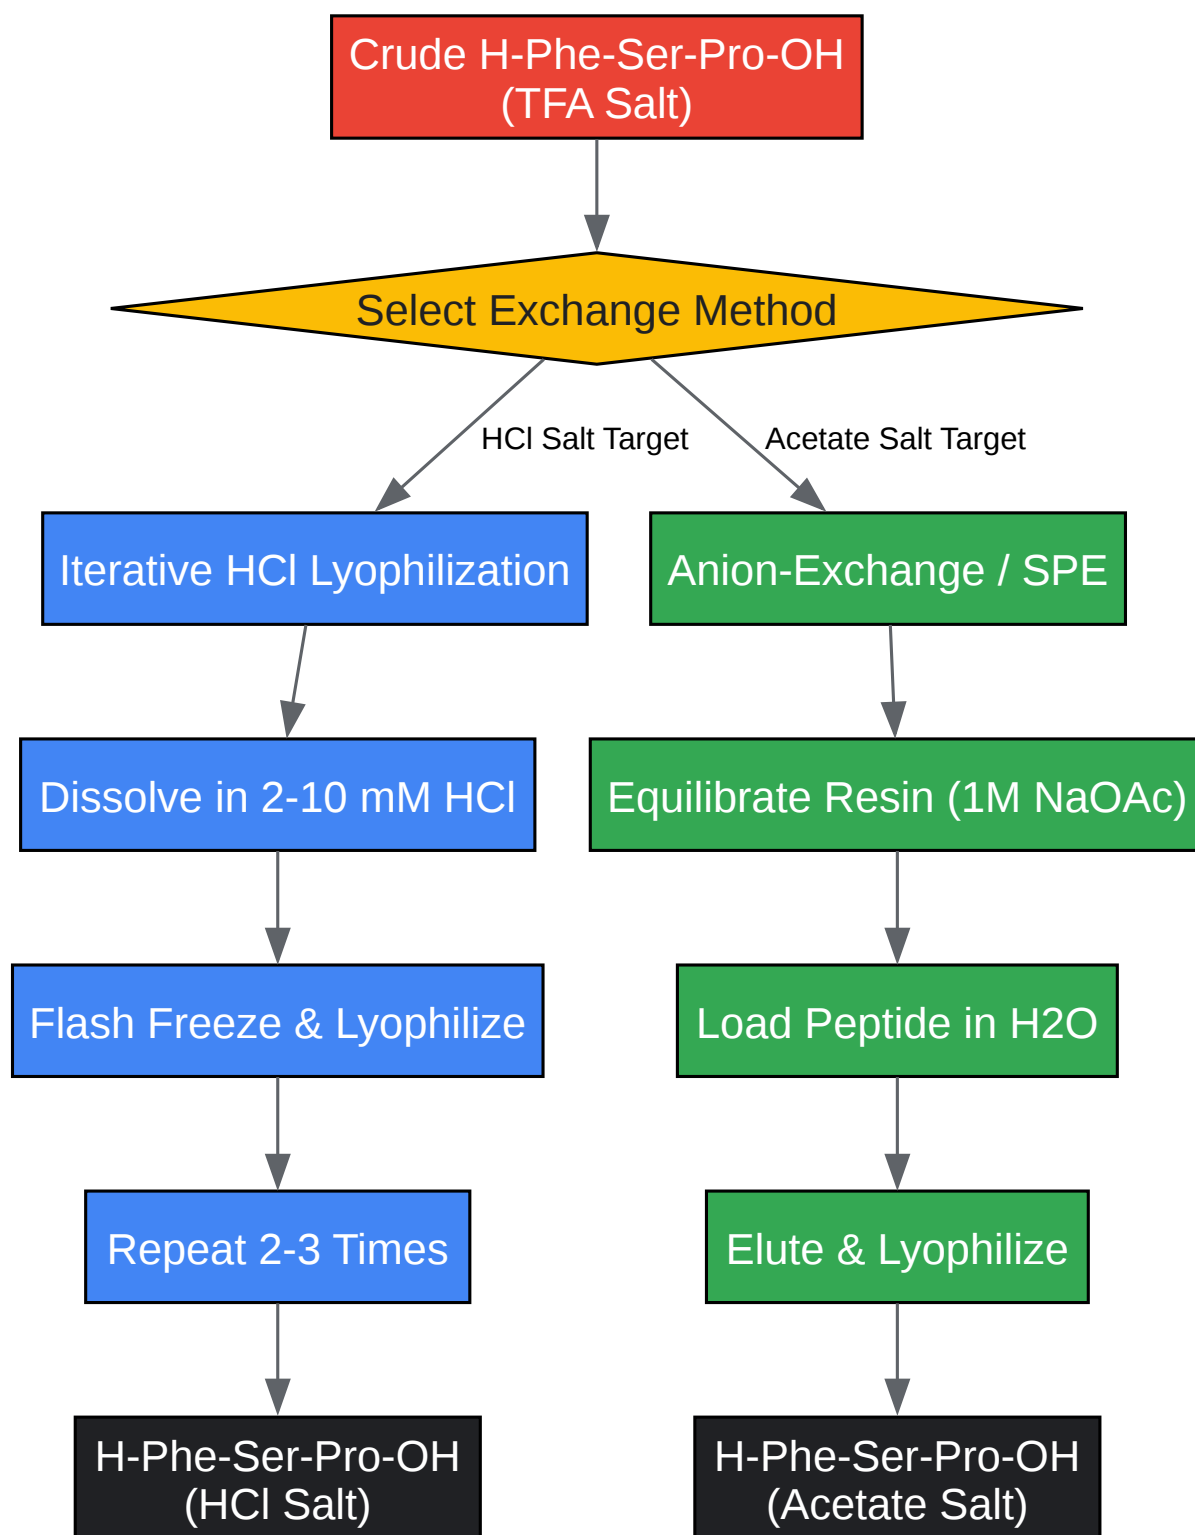 Crude H-Phe-Ser-Pro-OH
(TFA Salt)
Select Exchange Method
HCl Salt Target
Acetate Salt Target
Iterative HCl Lyophilization
Anion-Exchange / SPE
Dissolve in 2-10 mM HCl
Equilibrate Resin (1M NaOAc)
Flash Freeze & Lyophilize
Load Peptide in H2O
Repeat 2-3 Times
Elute & Lyophilize
H-Phe-Ser-Pro-OH
(HCl Salt)
H-Phe-Ser-Pro-OH
(Acetate Salt)